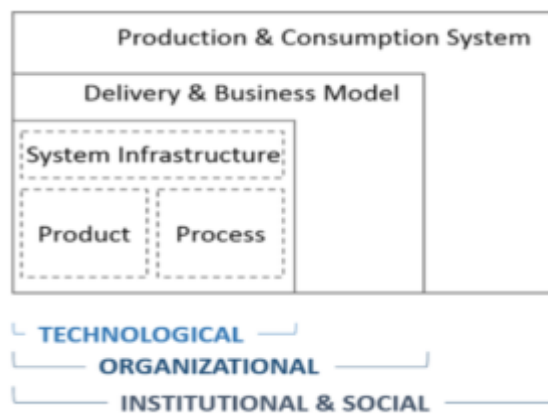 Production & Consumption System
Delivery & Business Model
System Infrastructure
Product
Process
TECHNOLOGICAL
ORGANIZATIONAL
INSTITUTIONAL & SOCIAL